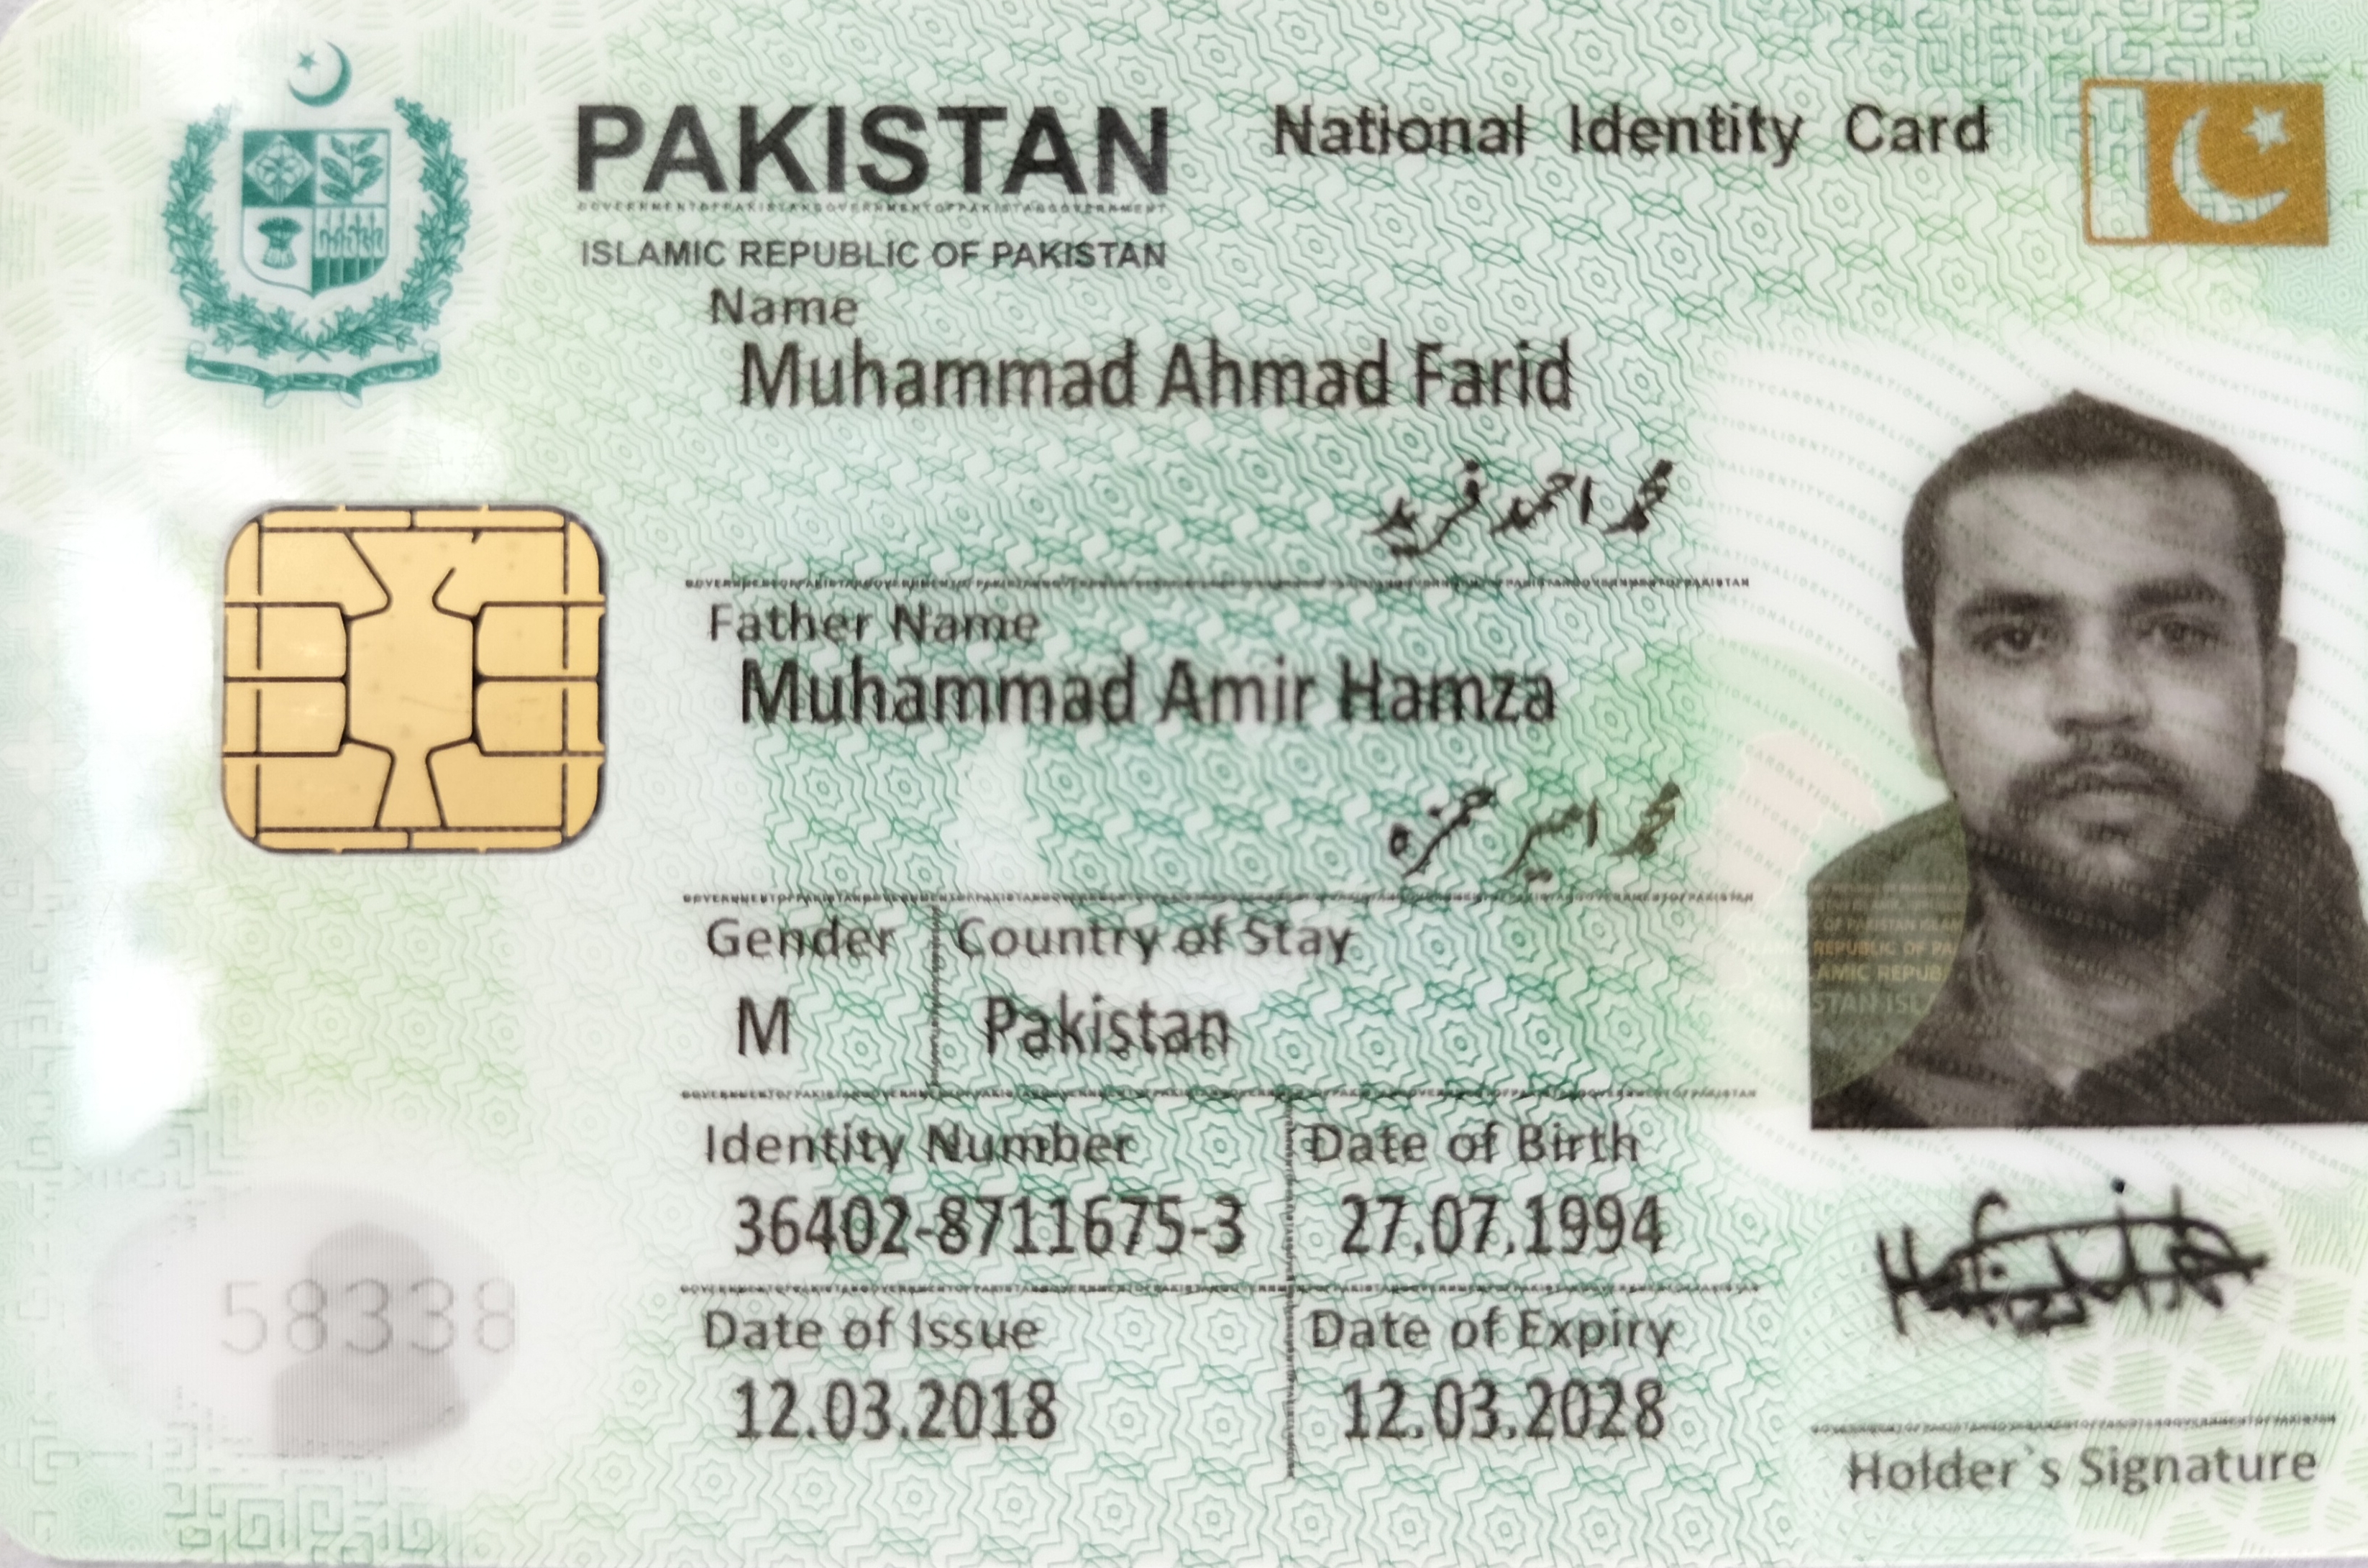 PAKISTAN
National Identity Card
ISLAMIC REPUBLIC OF PAKISTAN
Name
Muhammad Ahmad Farid
محمد احمد فرید
Father Name
Muhammad Amir Hamza
محمد امیر حمزہ
Gender
Country of Stay
M
Pakistan
Identity Number
Date of Birth
36402-8711675-3
27.07.1994
58338
Date of Issue
Date of Expiry
12.03.2018
12.03.2028
Holder`s Signature